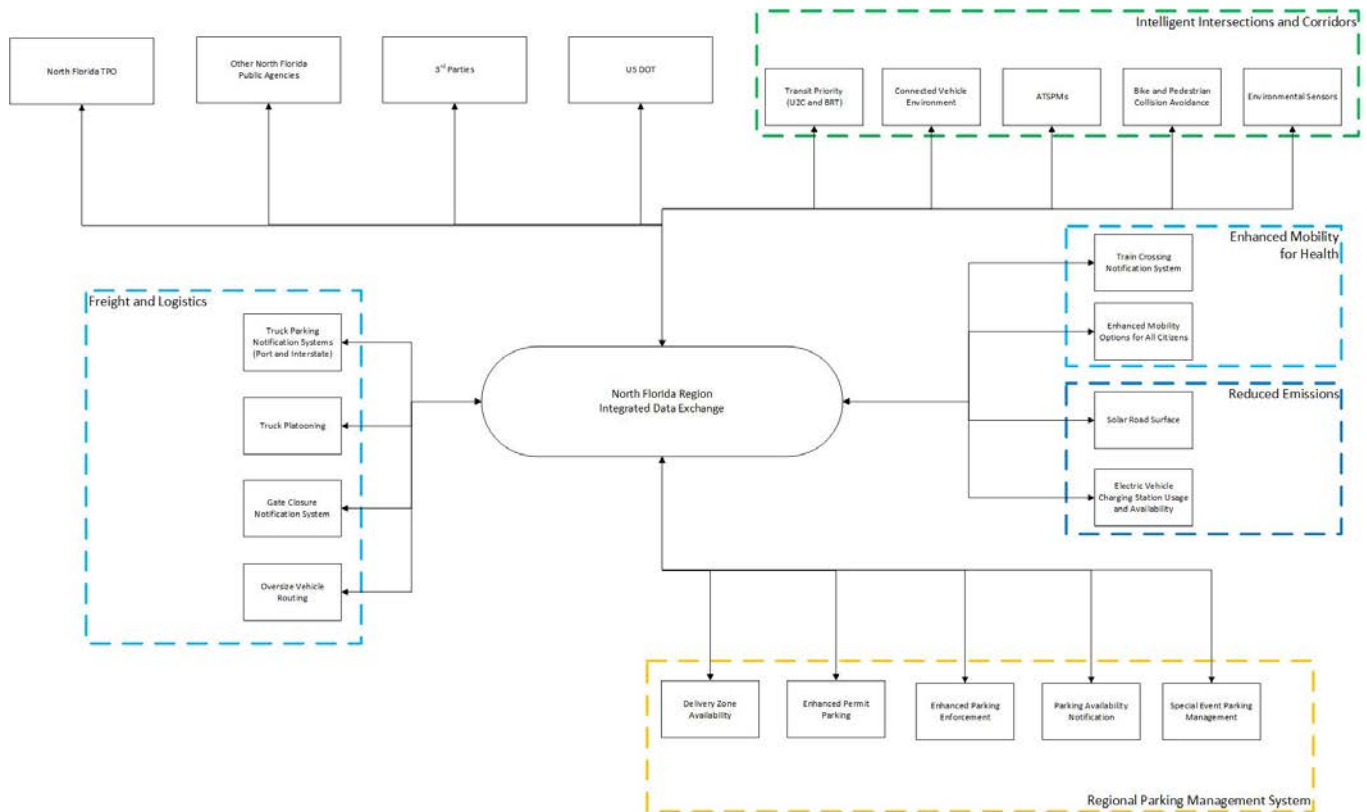 Intelligent Intersections and Corridors
North Florida TPO
Other North Florida
Public Agencies
3rd Parties
US DOT
Transit Priority
(U2C and BRT)
Connected Vehicle
Environment
ATSPMs
Bike and Pedestrian
Collision Avoidance
Environmental Sensors
Enhanced Mobility
for Health
Train Crossing
Notification System
Enhanced Mobility
Options for All Citizens
Freight and Logistics
Truck Parking
Notification Systems
(Port and Interstate)
Truck Platooning
Gate Closure
Notification System
Oversize Vehicle
Routing
North Florida Region
Integrated Data Exchange
Reduced Emissions
Solar Road Surface
Electric Vehicle
Charging Station Usage
and Availability
Delivery Zone
Availability
Enhanced Permit
Parking
Enhanced Parking
Enforcement
Parking Availability
Notification
Special Event Parking
Management
Regional Parking Management System